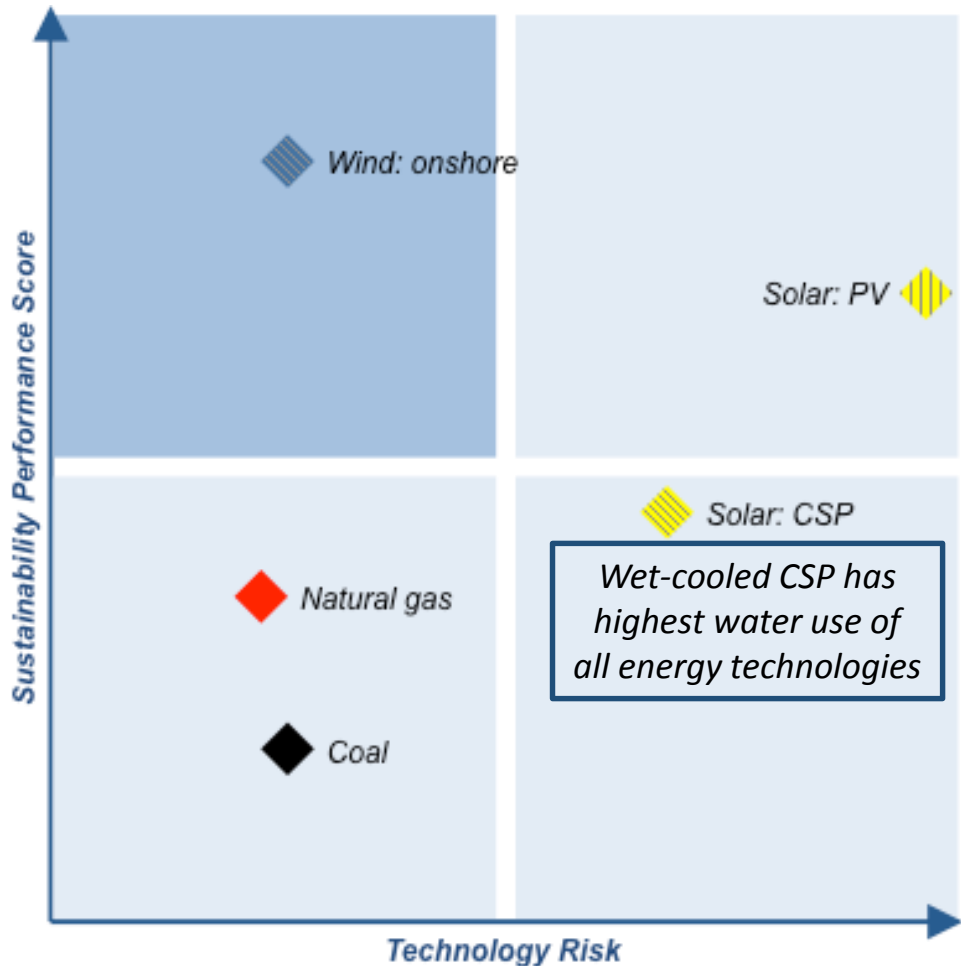 Sustainability Performance Score
Wind: onshore
Solar: PV
Solar: CSP
Wet-cooled CSP has
highest water use of
all energy technologies
Natural gas
Coal
Technology Risk